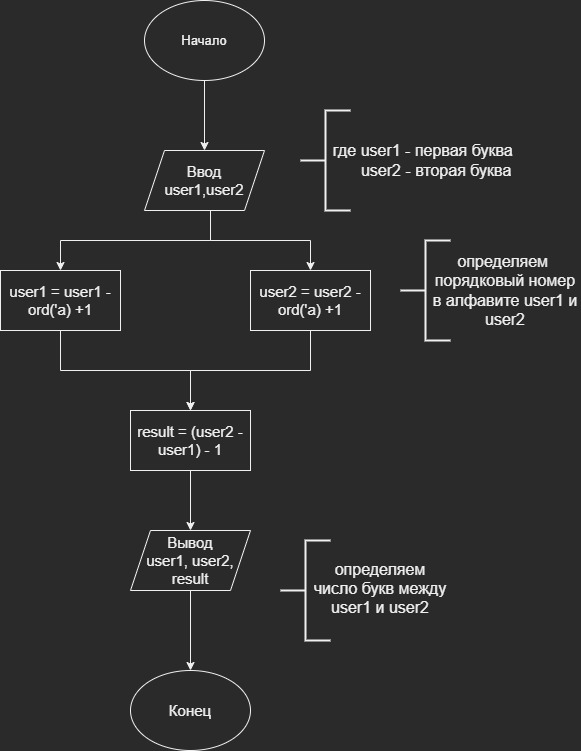 Начало
Ввод
user1,user2
где user1 - первая буква
user2 - вторая буква
user1 = user1 -
ord('a) +1
user2 = user2 -
ord('a) +1
определяем
порядковый номер
в алфавите user1 и
user2
result = (user2 -
user1) - 1
Вывод
user1, user2,
result
определяем
число букв между
user1 и user2
Конец